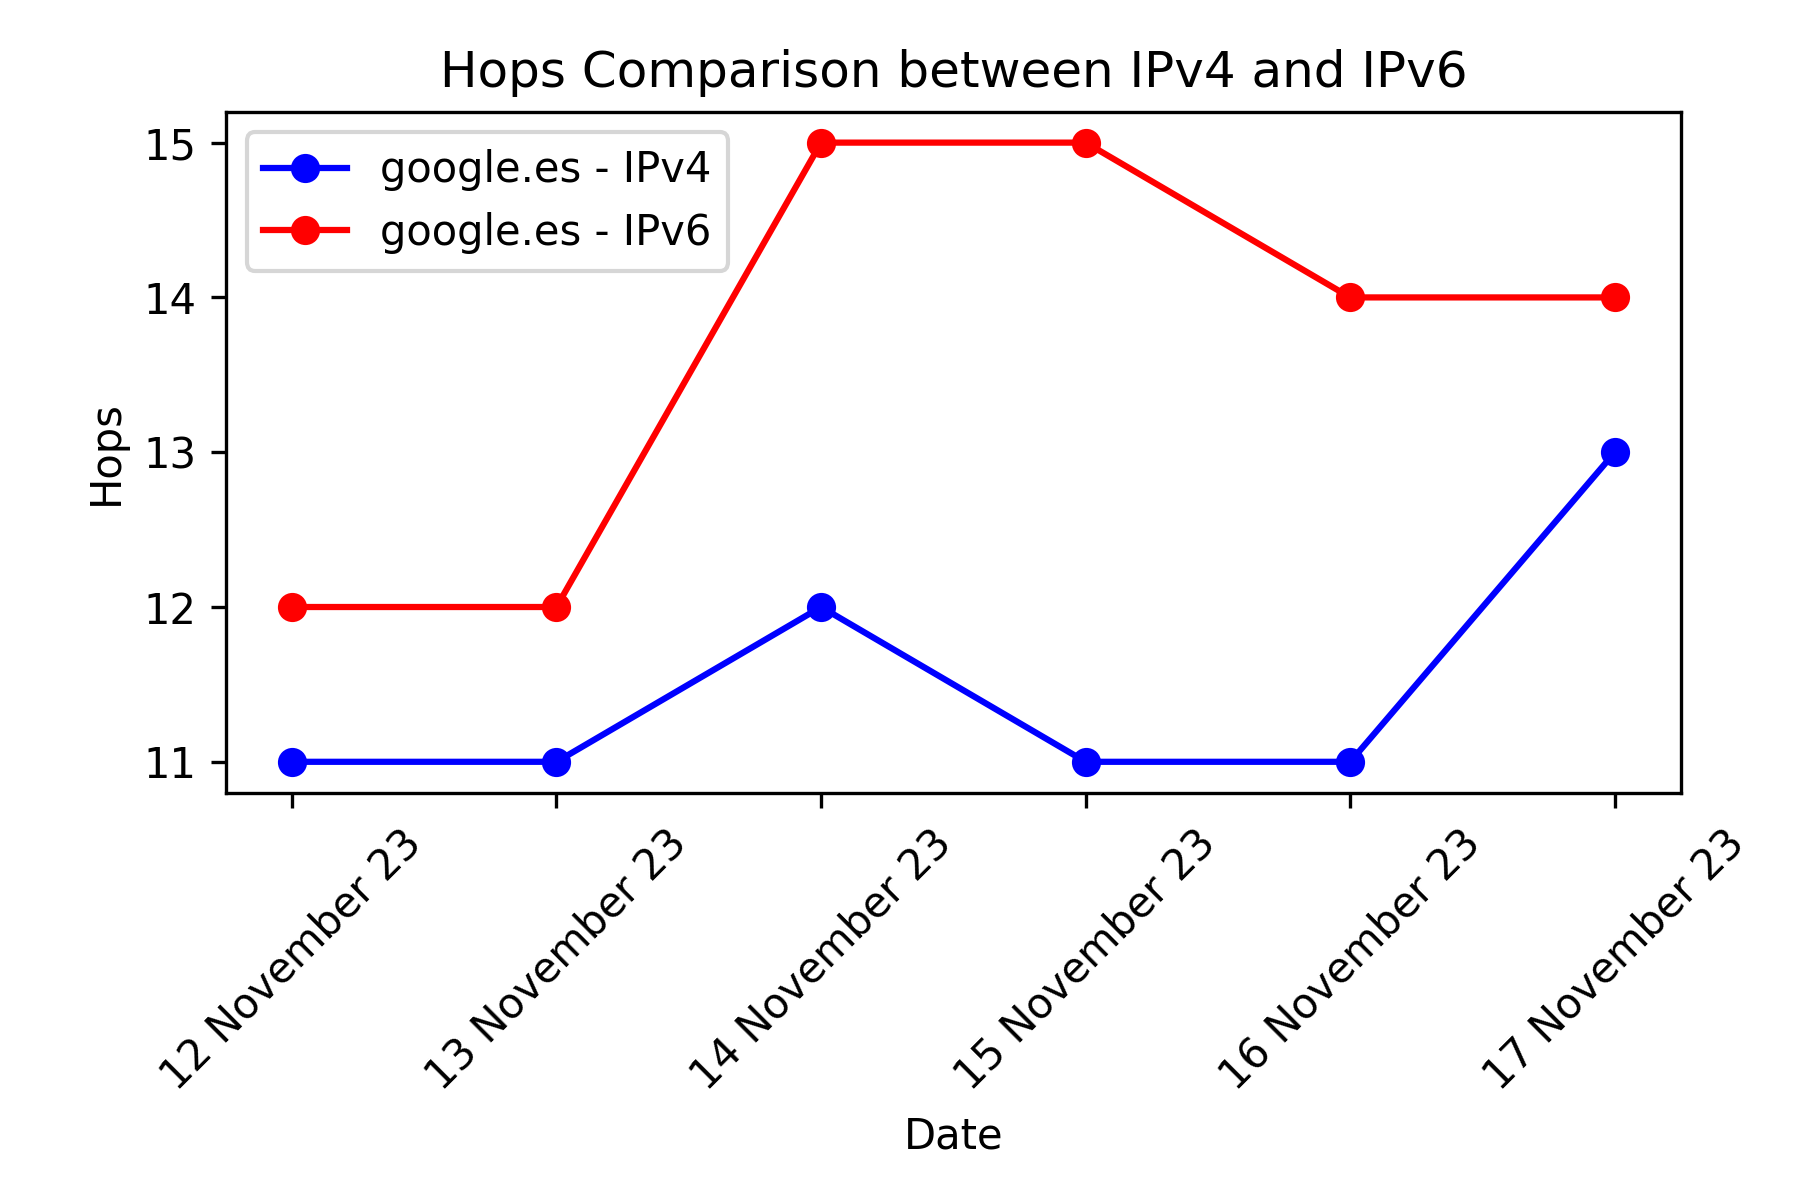 Hops Comparison between IPv4 and IPv6
google.es - IPv4
google.es - IPv6
15
14
13
12
11
Hops
12 November 23
13 November 23
14 November 23
15 November 23
16 November 23
17 November 23
Date